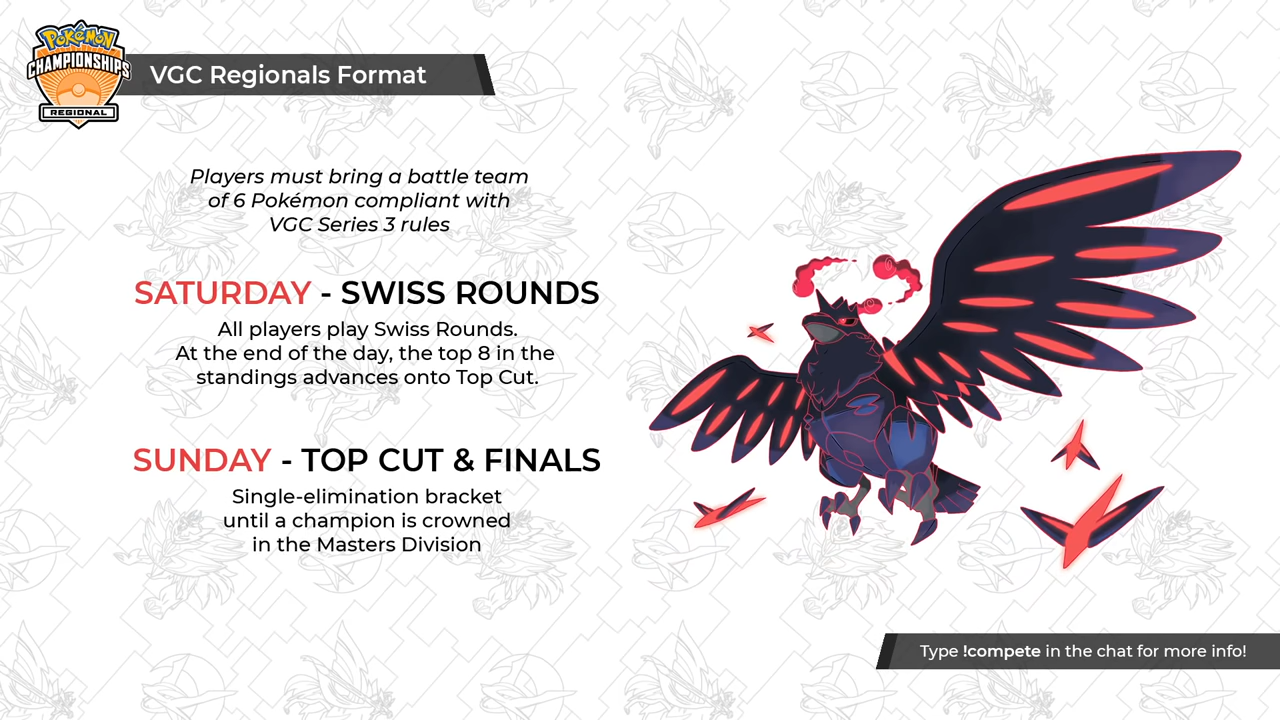 POKÉMON
CHAMPIONSHIPS
REGIONAL
VGC Regionals Format
Players must bring a battle team
of 6 Pokémon compliant with
VGC Series 3 rules
SATURDAY - SWISS ROUNDS
All players play Swiss Rounds.
At the end of the day, the top 8 in the
standings advances onto Top Cut.
SUNDAY - TOP CUT & FINALS
Single-elimination bracket
until a champion is crowned
in the Masters Division
Type !compete in the chat for more info!